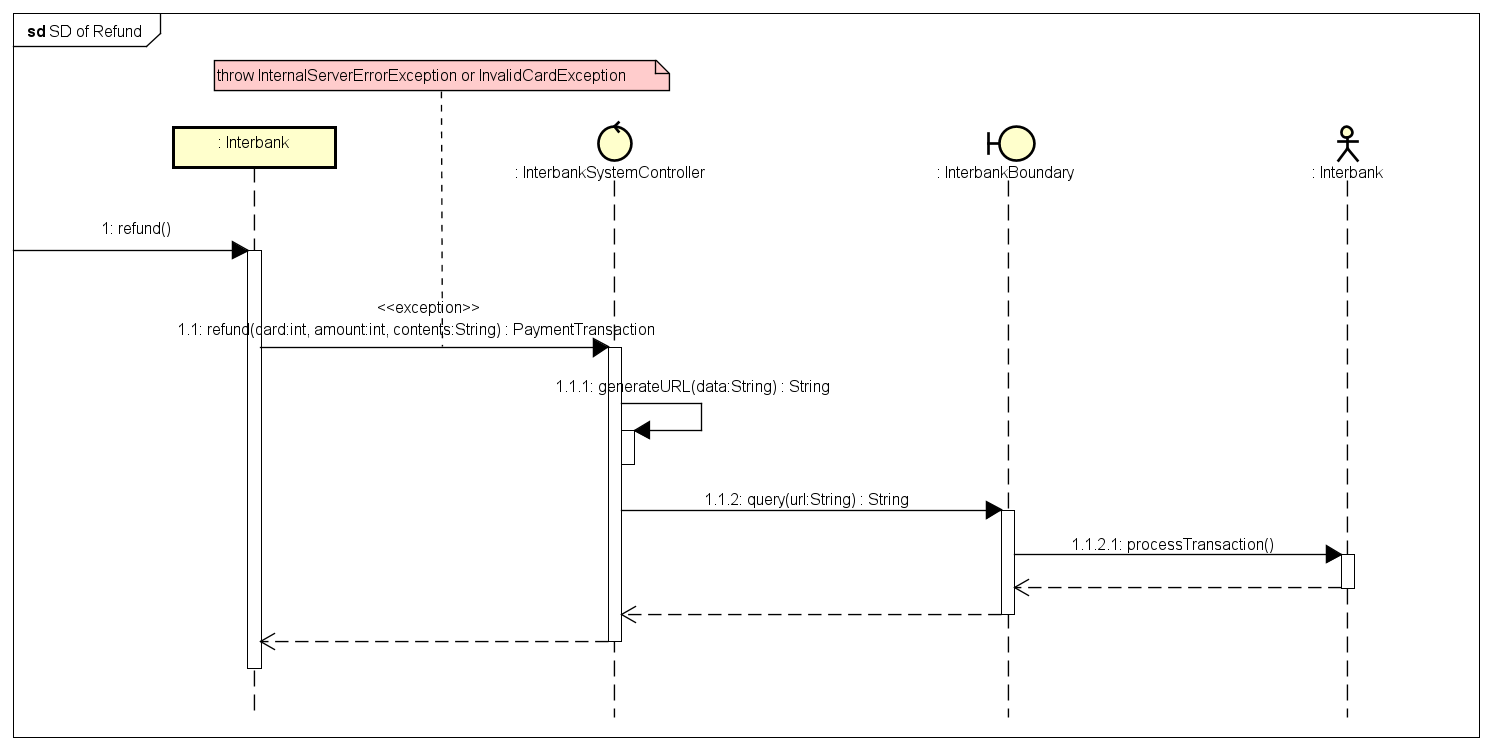 sd SD of Refund
throw InternalServerErrorException or InvalidCardException
: Interbank
: InterbankSystemController
: InterbankBoundary
: Interbank
1: refund()
<<exception>>
1.1: refund(card:int, amount:int, contents:String) : PaymentTransaction
1.1.1: generateURL(data:String) : String
1.1.2: query(url:String) : String
1.1.2.1: processTransaction()